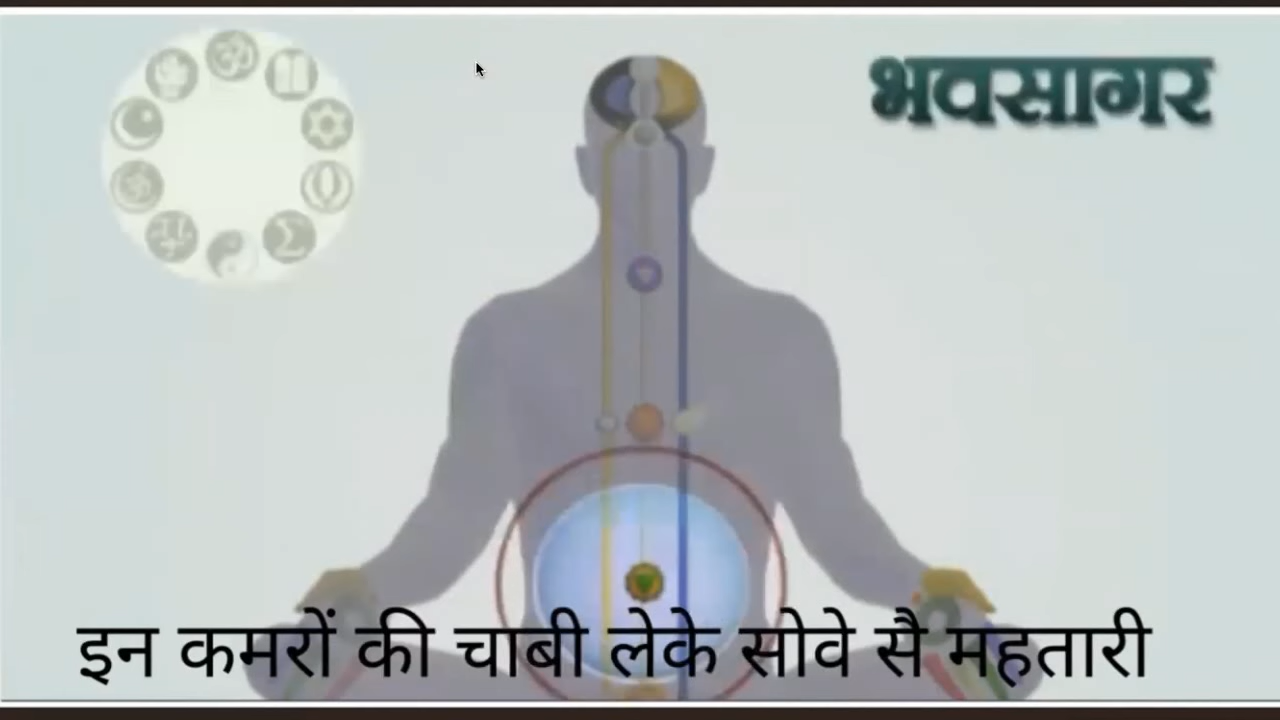 भवसागर
इन कमरों की चाबी लेके सोवे सै महतारी